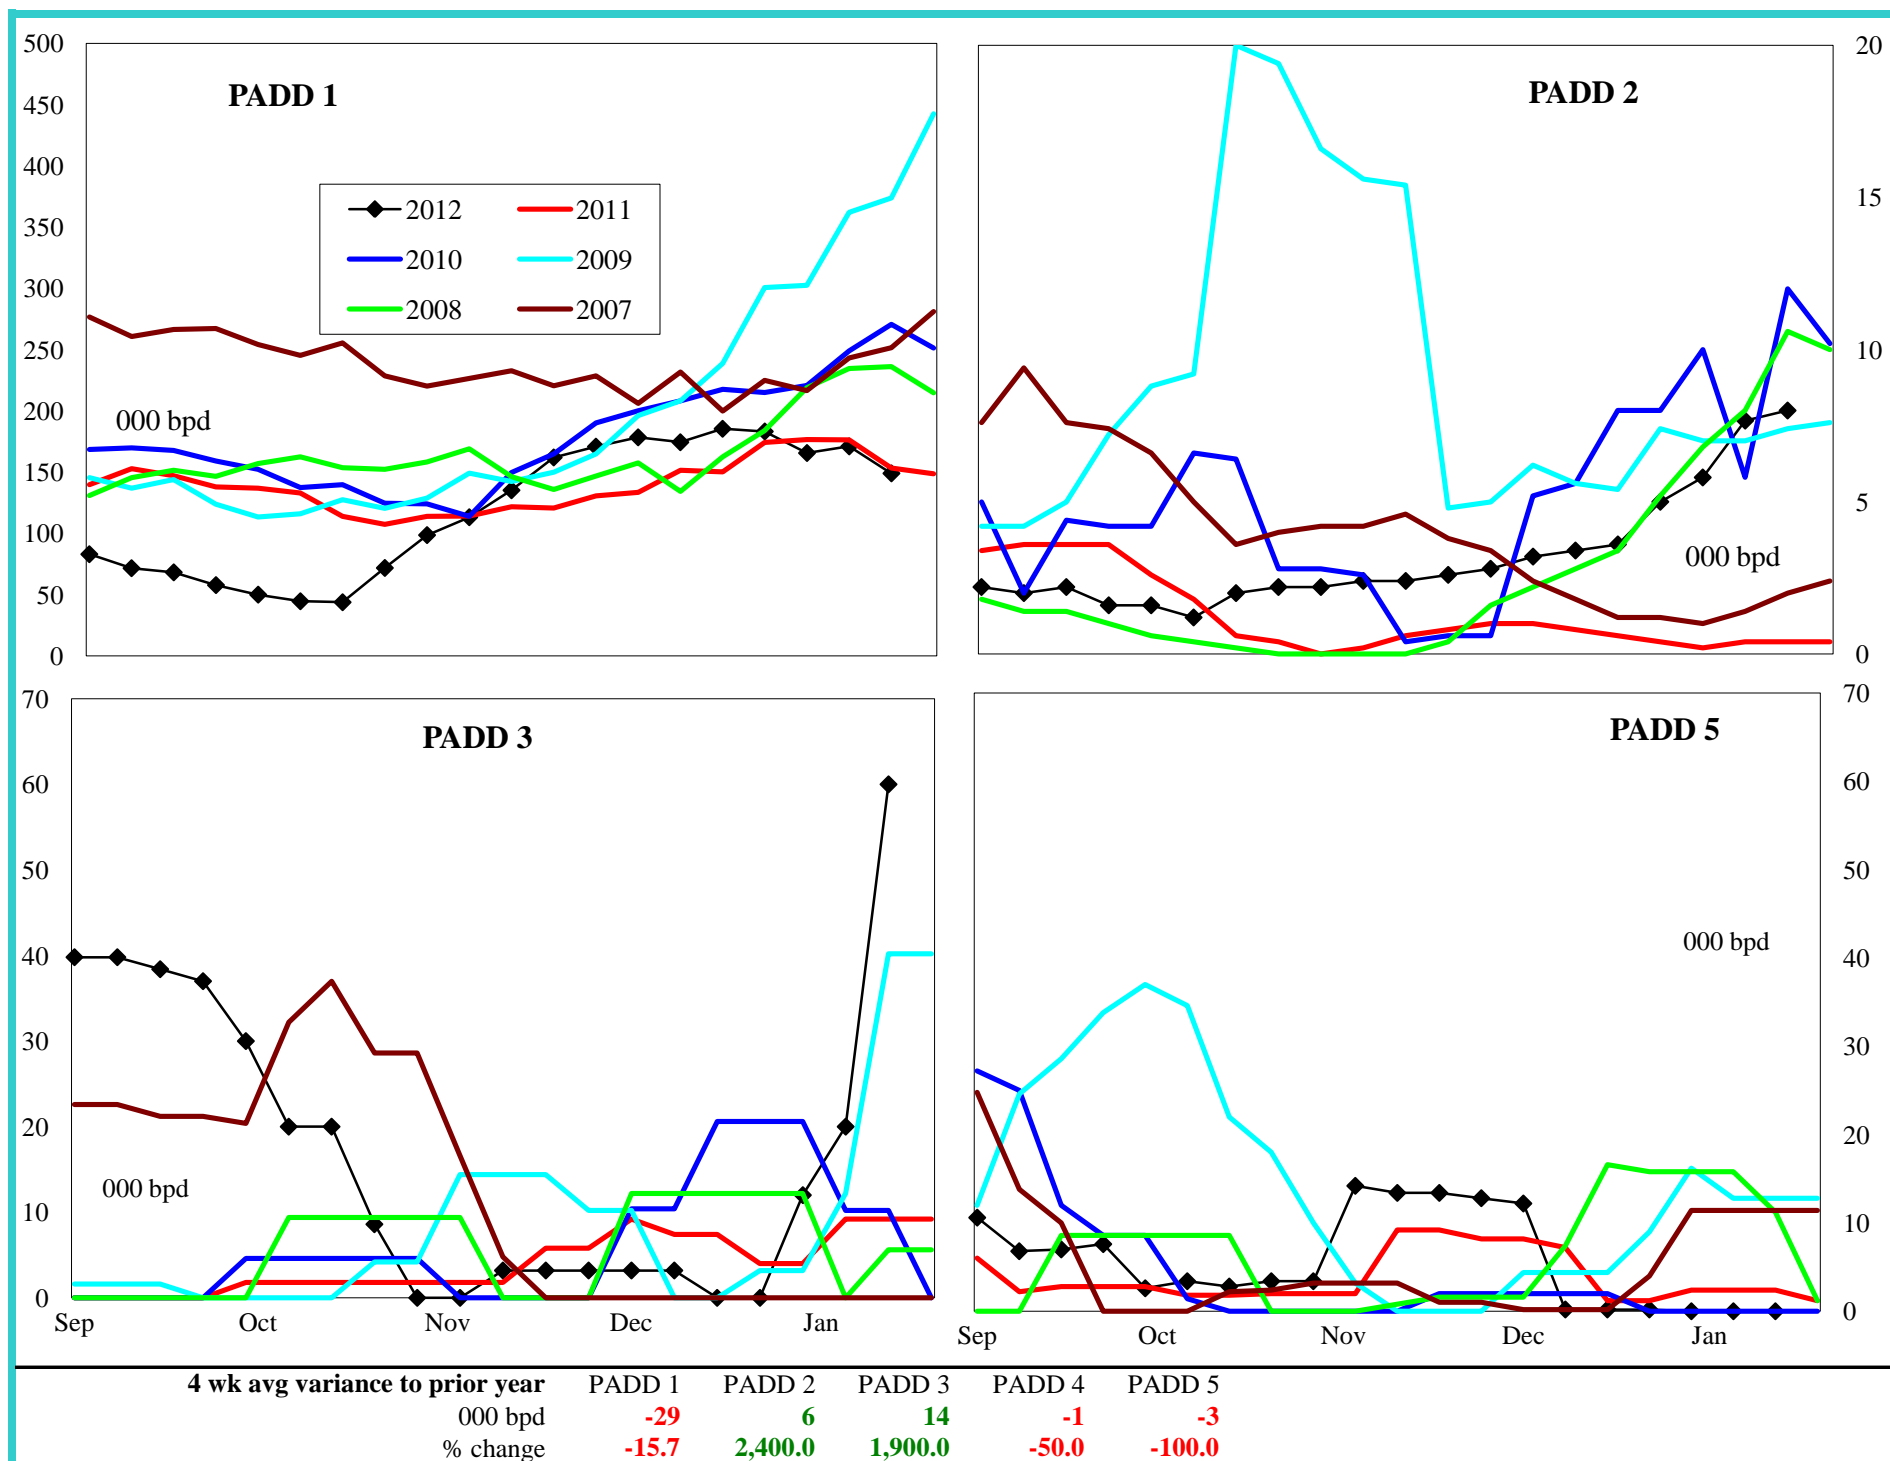 PADD 1
500
450
400
350
300
250
200
150
100
50
0
2012 2011
2010 2009
2008 2007
000 bpd
PADD 2
20
15
10
5
0
000 bpd
PADD 3
70
60
50
40
30
20
10
0
000 bpd
Sep Oct Nov Dec Jan
PADD 5
70
60
50
40
30
20
10
0
000 bpd
Sep Oct Nov Dec Jan
4 wk avg variance to prior year PADD 1 PADD 2 PADD 3 PADD 4 PADD 5
000 bpd -29 6 14 -1 -3
% change -15.7 2,400.0 1,900.0 -50.0 -100.0